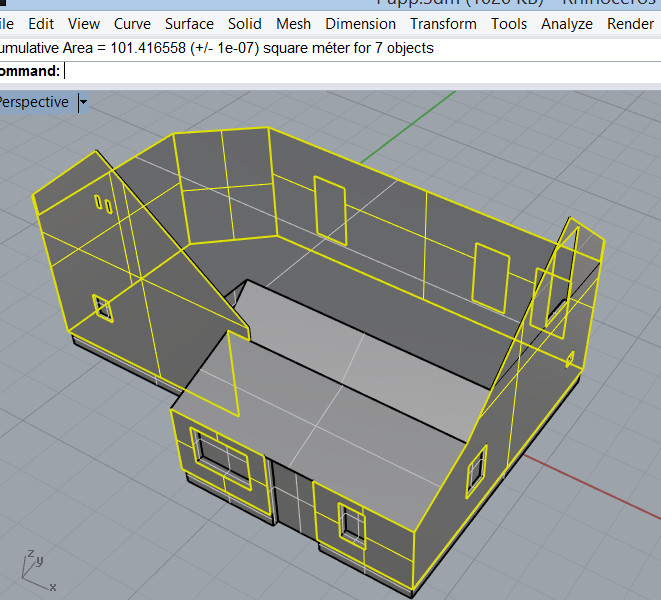 File Edit View Curve Surface Solid Mesh Dimension Transform Tools Analyze Render
umulative Area = 101.416558 (+/- 1e-07) square méter for 7 objects
ommand:
Perspective
z
y
x